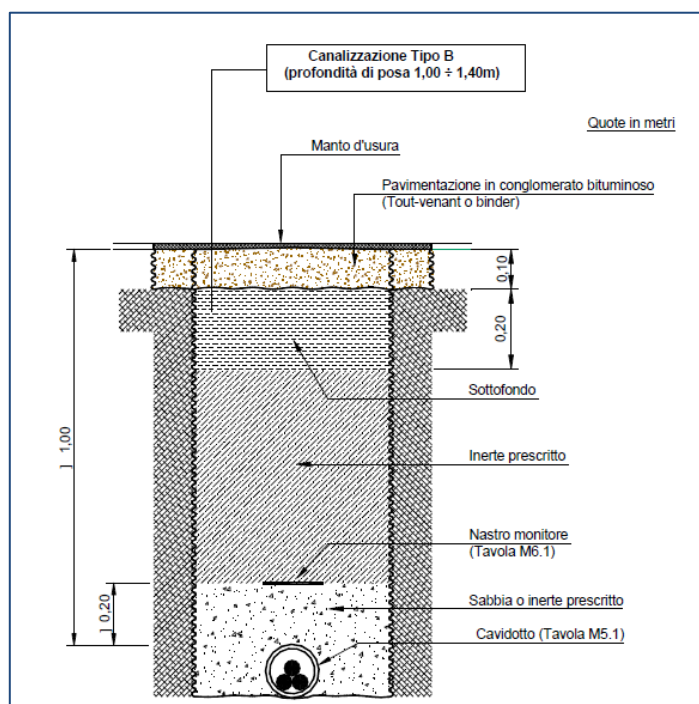 Canalizzazione Tipo B
(profondità di posa 1,00 ÷ 1,40m)
Quote in metri
Manto d'usura
Pavimentazione in conglomerato bituminoso
(Tout-venant o binder)
0,10
0,20
Sottofondo
] 1,00
Inerte prescritto
Nastro monitore
(Tavola M6.1)
] 0,20
Sabbia o inerte prescritto
Cavidotto (Tavola M5.1)